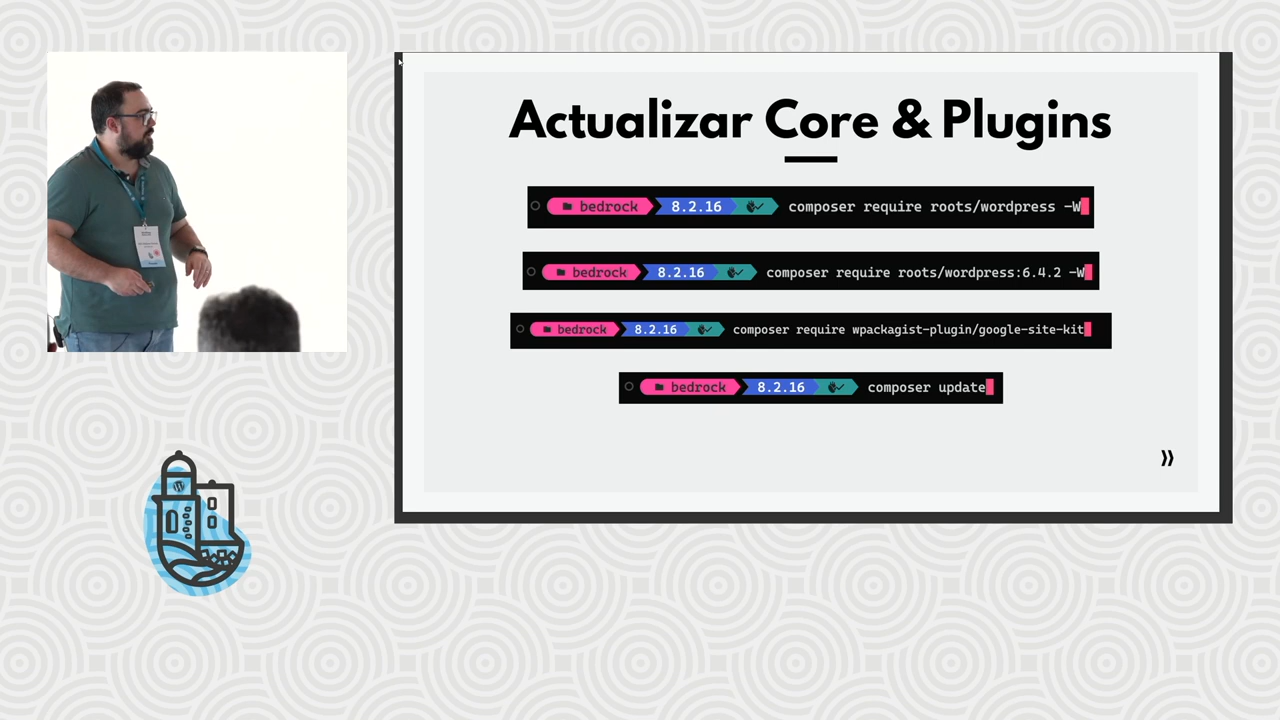 Actualizar Core & Plugins
bedrock 8.2.16 composer require roots/wordpress -W
bedrock 8.2.16 composer require roots/wordpress:6.4.2 -W
bedrock 8.2.16 composer require wpackagist-plugin/google-site-kit
bedrock 8.2.16 composer update